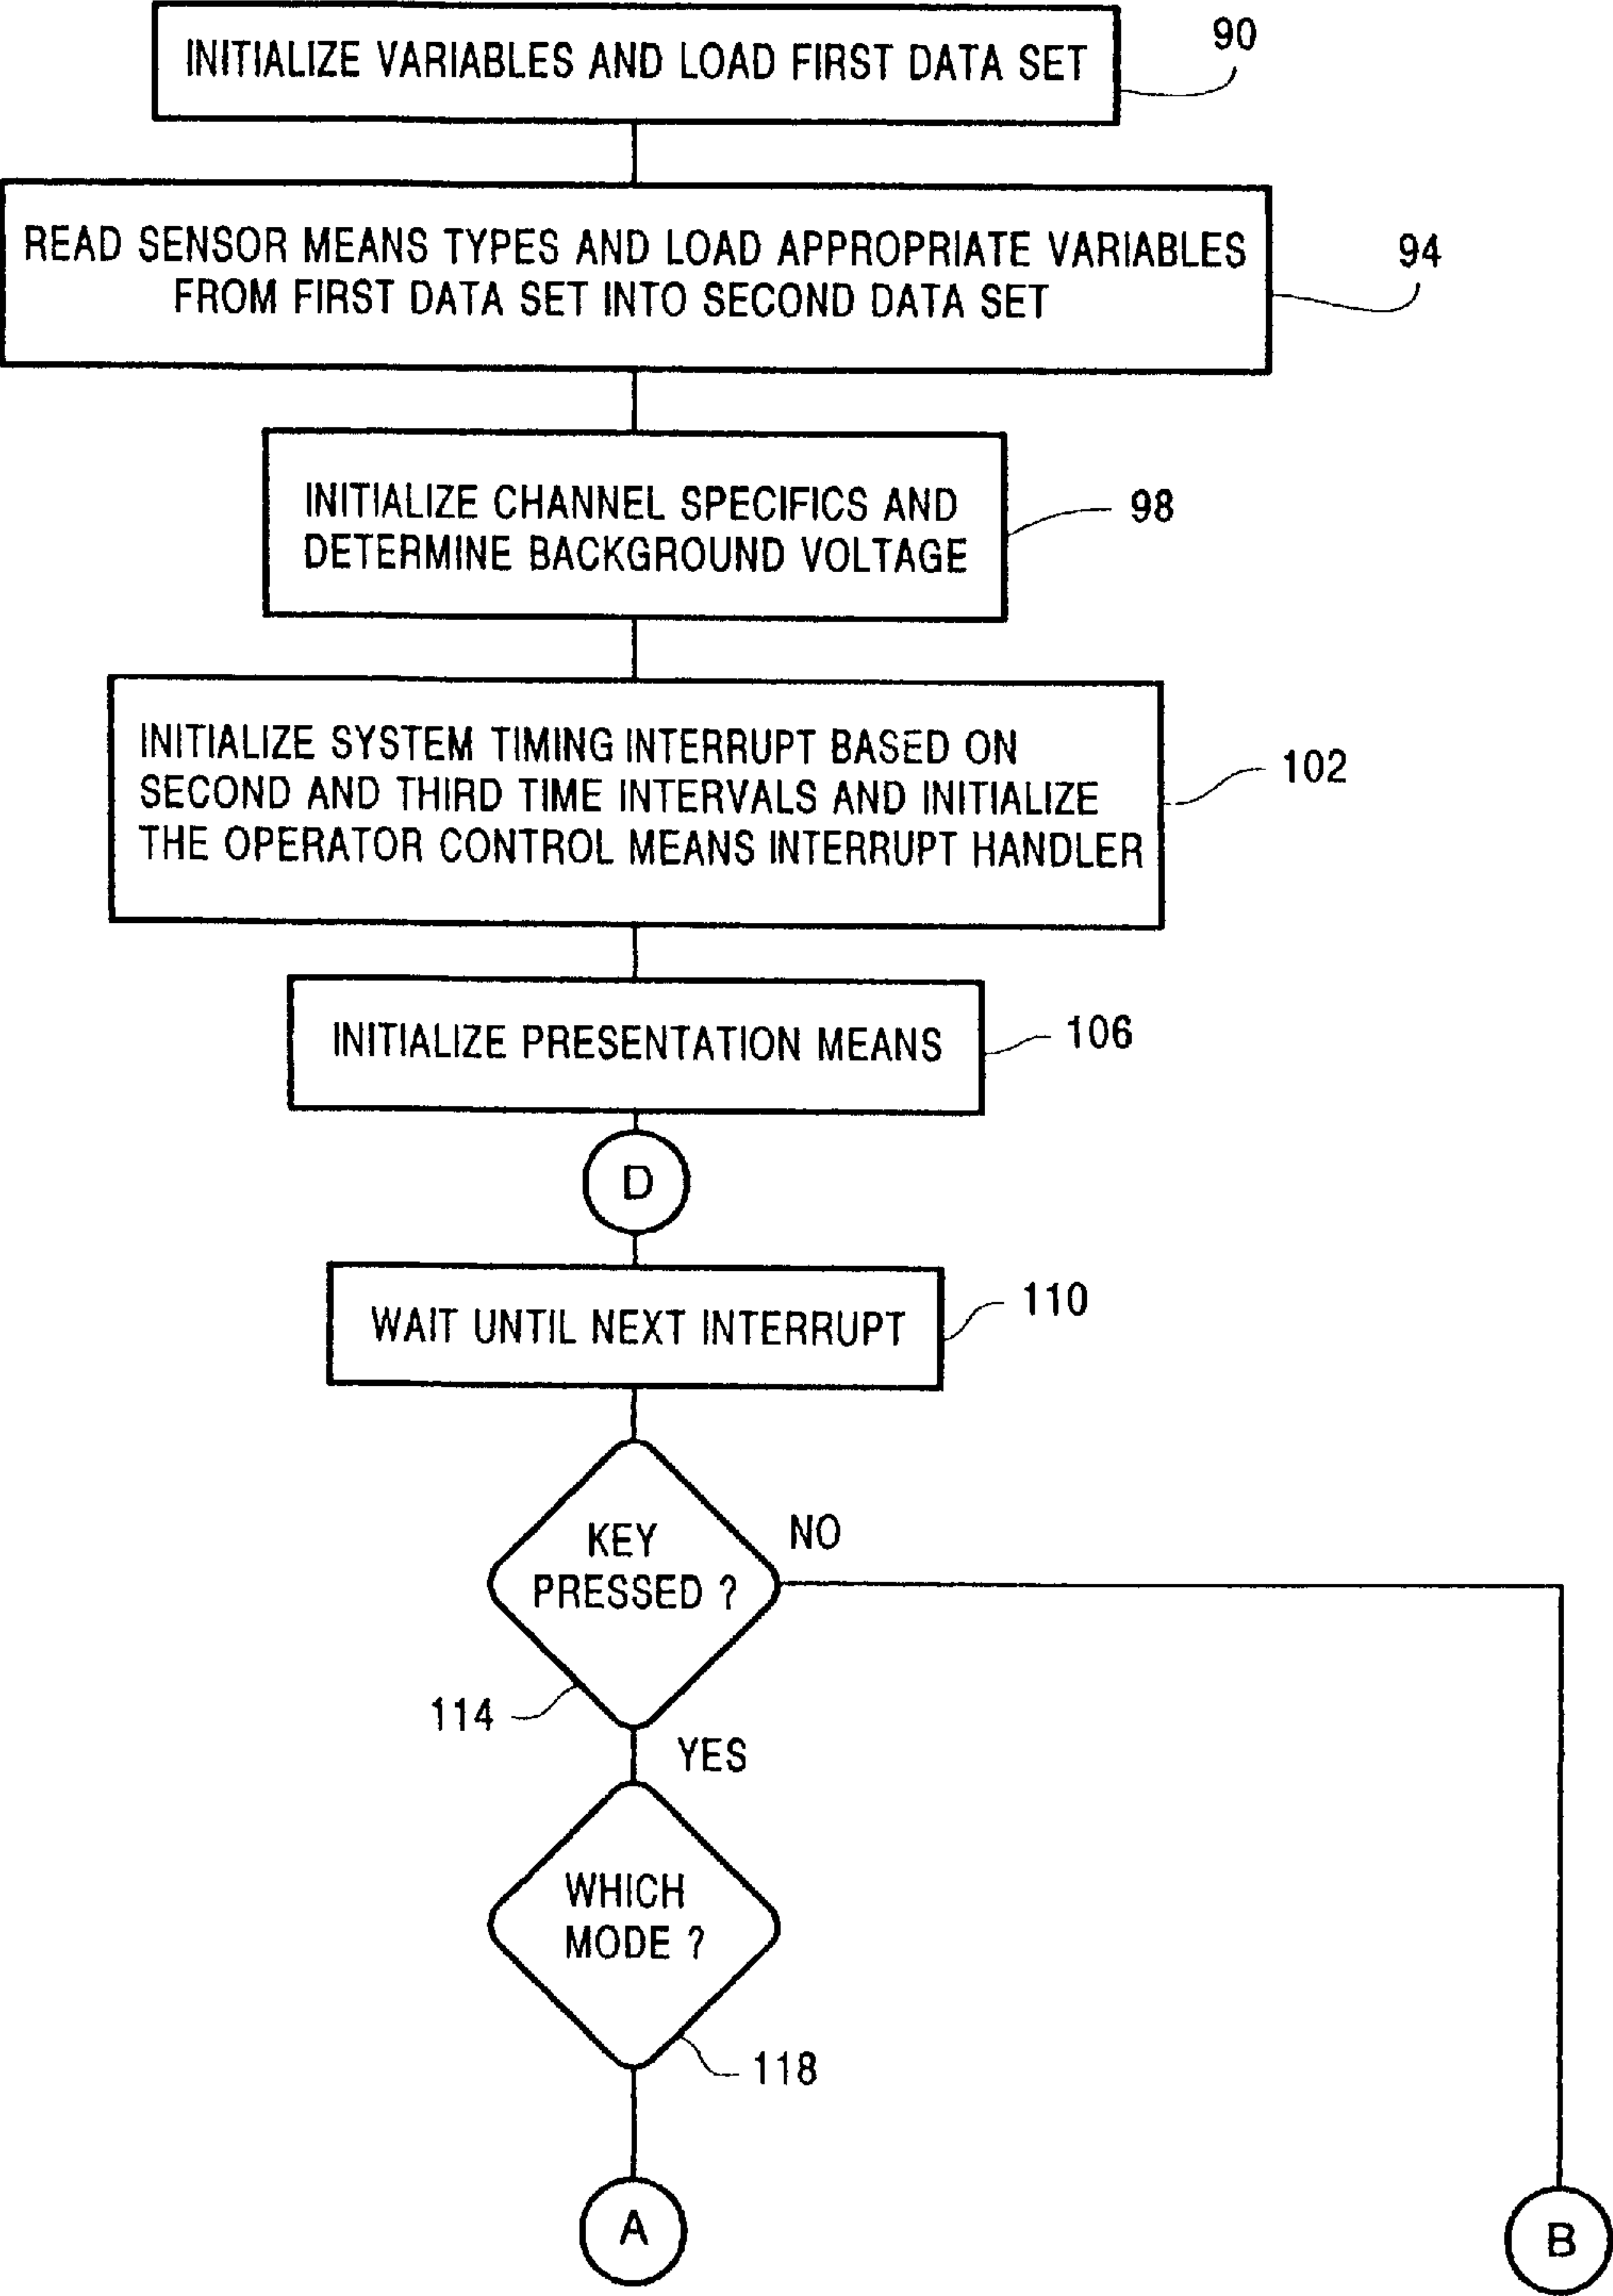 INITIALIZE VARIABLES AND LOAD FIRST DATA SET
90
READ SENSOR MEANS TYPES AND LOAD APPROPRIATE VARIABLES
FROM FIRST DATA SET INTO SECOND DATA SET
94
INITIALIZE CHANNEL SPECIFICS AND
DETERMINE BACKGROUND VOLTAGE
98
INITIALIZE SYSTEM TIMING INTERRUPT BASED ON
SECOND AND THIRD TIME INTERVALS AND INITIALIZE
THE OPERATOR CONTROL MEANS INTERRUPT HANDLER
102
INITIALIZE PRESENTATION MEANS
106
D
WAIT UNTIL NEXT INTERRUPT
110
KEY
PRESSED ?
NO
114
YES
WHICH
MODE ?
118
A
B